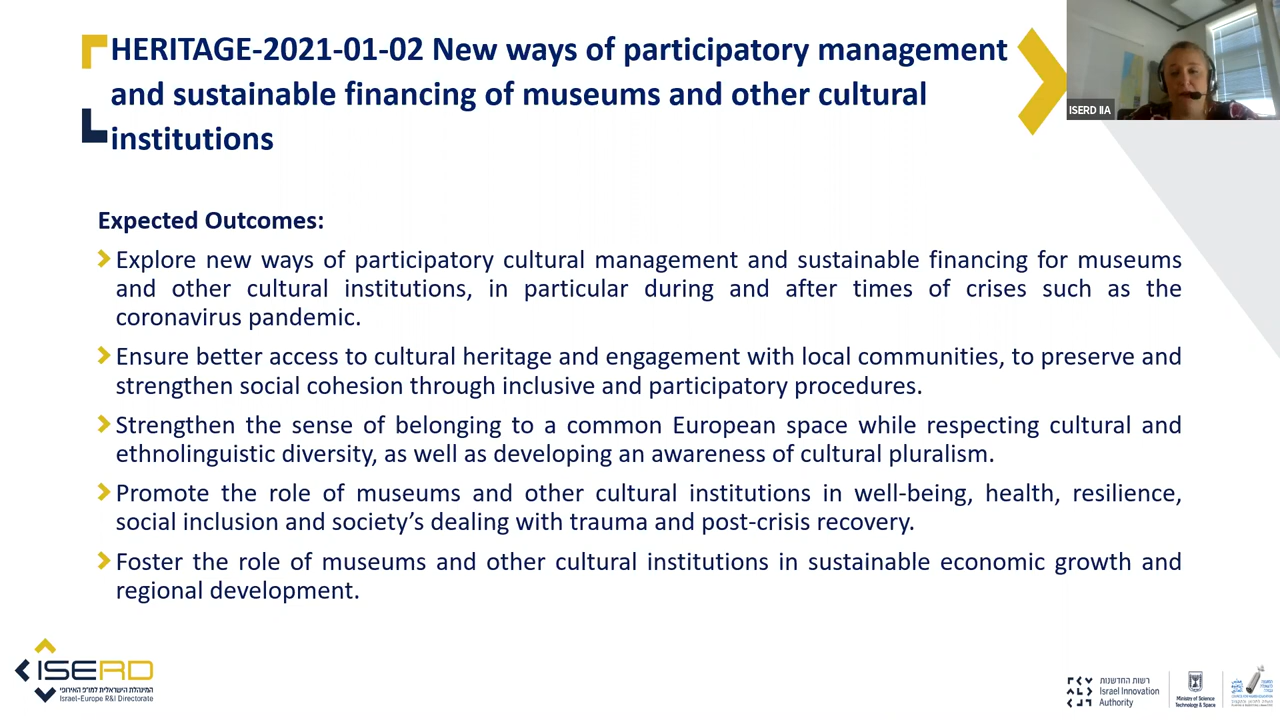 HERITAGE-2021-01-02 New ways of participatory management
and sustainable financing of museums and other cultural
institutions
ISERD IIA
Expected Outcomes:
Explore new ways of participatory cultural management and sustainable financing for museums
and other cultural institutions, in particular during and after times of crises such as the
coronavirus pandemic.
Ensure better access to cultural heritage and engagement with local communities, to preserve and
strengthen social cohesion through inclusive and participatory procedures.
Strengthen the sense of belonging to a common European space while respecting cultural and
ethnolinguistic diversity, as well as developing an awareness of cultural pluralism.
Promote the role of museums and other cultural institutions in well-being, health, resilience,
social inclusion and society’s dealing with trauma and post-crisis recovery.
Foster the role of museums and other cultural institutions in sustainable economic growth and
regional development.
ISERD
המינהלת הישראלית למו"פ האירופי
Israel-Europe R&I Directorate
רשות החדשנות
Israel Innovation
Authority
Ministry of Science
Technology & Space